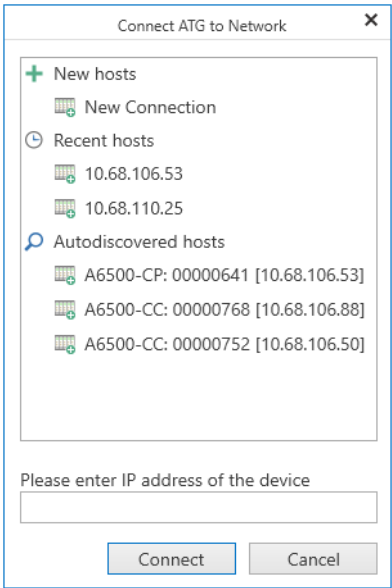 Connect ATG to Network
New hosts
New Connection
Recent hosts
10.68.106.53
10.68.110.25
Autodiscovered hosts
A6500-CP: 00000641 [10.68.106.53]
A6500-CC: 00000768 [10.68.106.88]
A6500-CC: 00000752 [10.68.106.50]
Please enter IP address of the device
Connect
Cancel